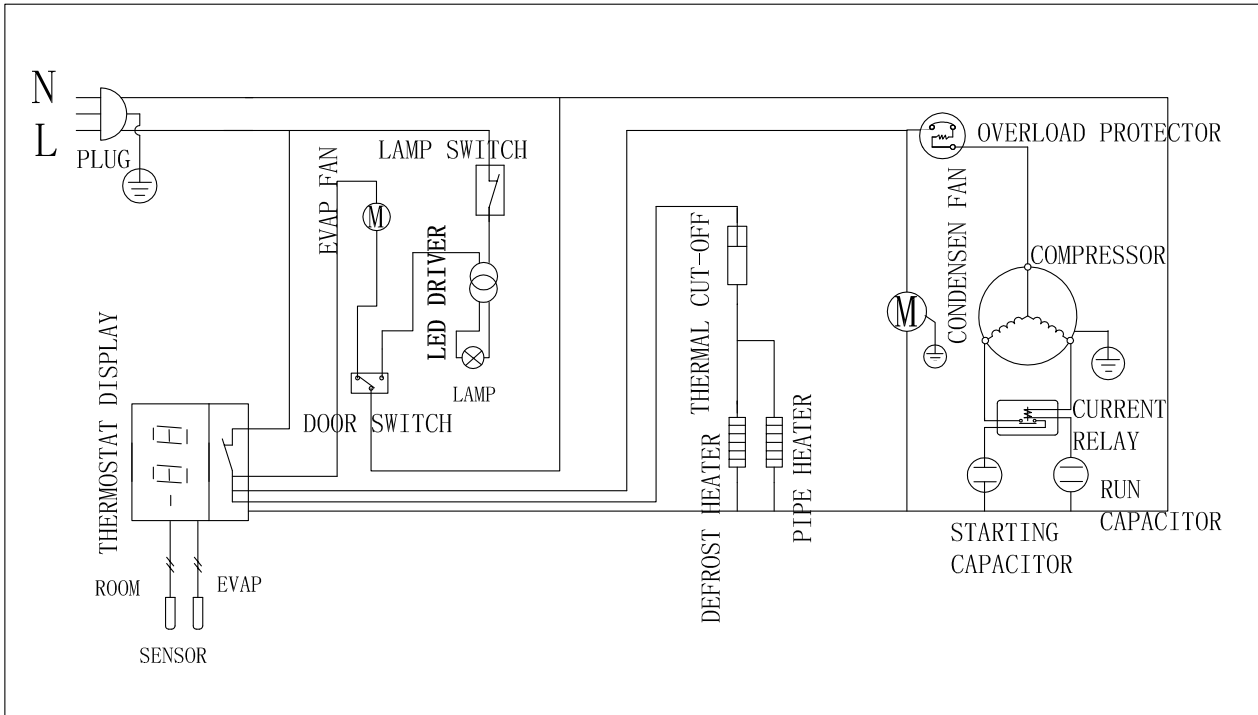 N
L
PLUG
EVAP FAN
LAMP SWITCH
M
LED DRIVER
LAMP
DOOR SWITCH
THERMOSTAT DISPLAY
ROOM
EVAP
SENSOR
THERMAL CUT-OFF
DEFROST HEATER
PIPE HEATER
OVERLOAD PROTECTOR
CONDENSEN FAN
M
COMPRESSOR
CURRENT
RELAY
STARTING
CAPACITOR
RUN
CAPACITOR